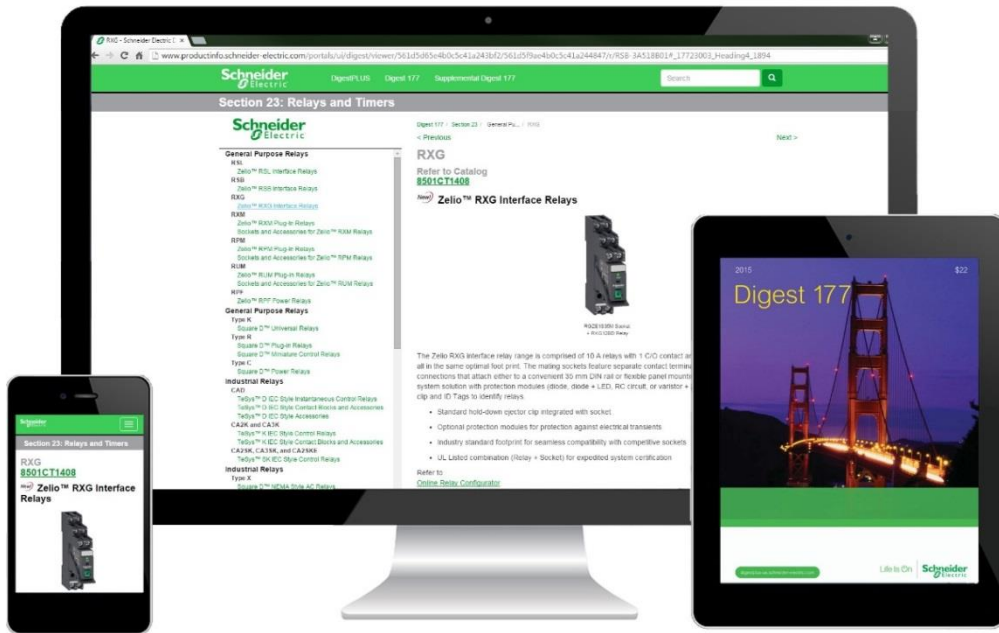 RXG - Schneider Electric
www.productinfo.schneider-electric.com/portals/ui/digest/viewer/
Schneider Electric
DigestPLUS Digest 177 Supplemental Digest 177
Search
Section 23: Relays and Timers
Schneider Electric
General Purpose Relays
RSL
Zelio™ RSL Interface Relays
RSB
Zelio™ RSB Interface Relays
RXG
Zelio™ RXG Interface Relays
RXM
Zelio™ RXM Plug-in Relays
Sockets and Accessories for Zelio™ RXM Relays
RPM
Zelio™ RPM Plug-in Relays
Sockets and Accessories for Zelio™ RPM Relays
RUM
Zelio™ RUM Plug-in Relays
Sockets and Accessories for Zelio™ RUM Relays
RPF
Zelio™ RPF Power Relays
General Purpose Relays
Type K
Square D™ Universal Relays
Type R
Square D™ Plug-in Relays
Square D™ Miniature Control Relays
Type C
Square D™ Power Relays
Industrial Relays
CAD
TeSys™ D IEC Style Instantaneous Control Relays
TeSys™ D IEC Style Contact Blocks and Accessories
TeSys™ D IEC Style Accessories
CA2K and CA3K
TeSys™ K IEC Style Control Relays
TeSys™ K IEC Style Contact Blocks and Accessories
CA2SK, CA3SK, and CA2SKE
TeSys™ SK IEC Style Control Relays
Industrial Relays
Type X
Square D™ NEMA Style AC Relays
Digest 177 / Section 23 / General Pu... / RXG
< Previous
Next >
RXG
Refer to Catalog
8501CT1408
New! Zelio™ RXG Interface Relays
The Zelio RXG interface relay range is comprised of 10 A relays with 1 C/O contact
all in the same optimal foot print. The mating sockets feature separate contact
connections that attach either to a convenient 35 mm DIN rail or flexible panel
system solution with protection modules (diode, diode + LED, RC circuit, or varistor +
clip and ID Tags to identify relays.
• Standard hold-down ejector clip integrated with socket
• Optional protection modules for protection against electrical transients
• Industry standard footprint for seamless compatibility with competitive sockets
• UL Listed combination (Relay + Socket) for expedited system certification
Refer to
Online Relay Configurator
Schneider Electric
Section 23: Relays and Timers
RXG
8501CT1408
New! Zelio™ RXG Interface
Relays
2015 $22
Digest 177
Life Is On Schneider Electric